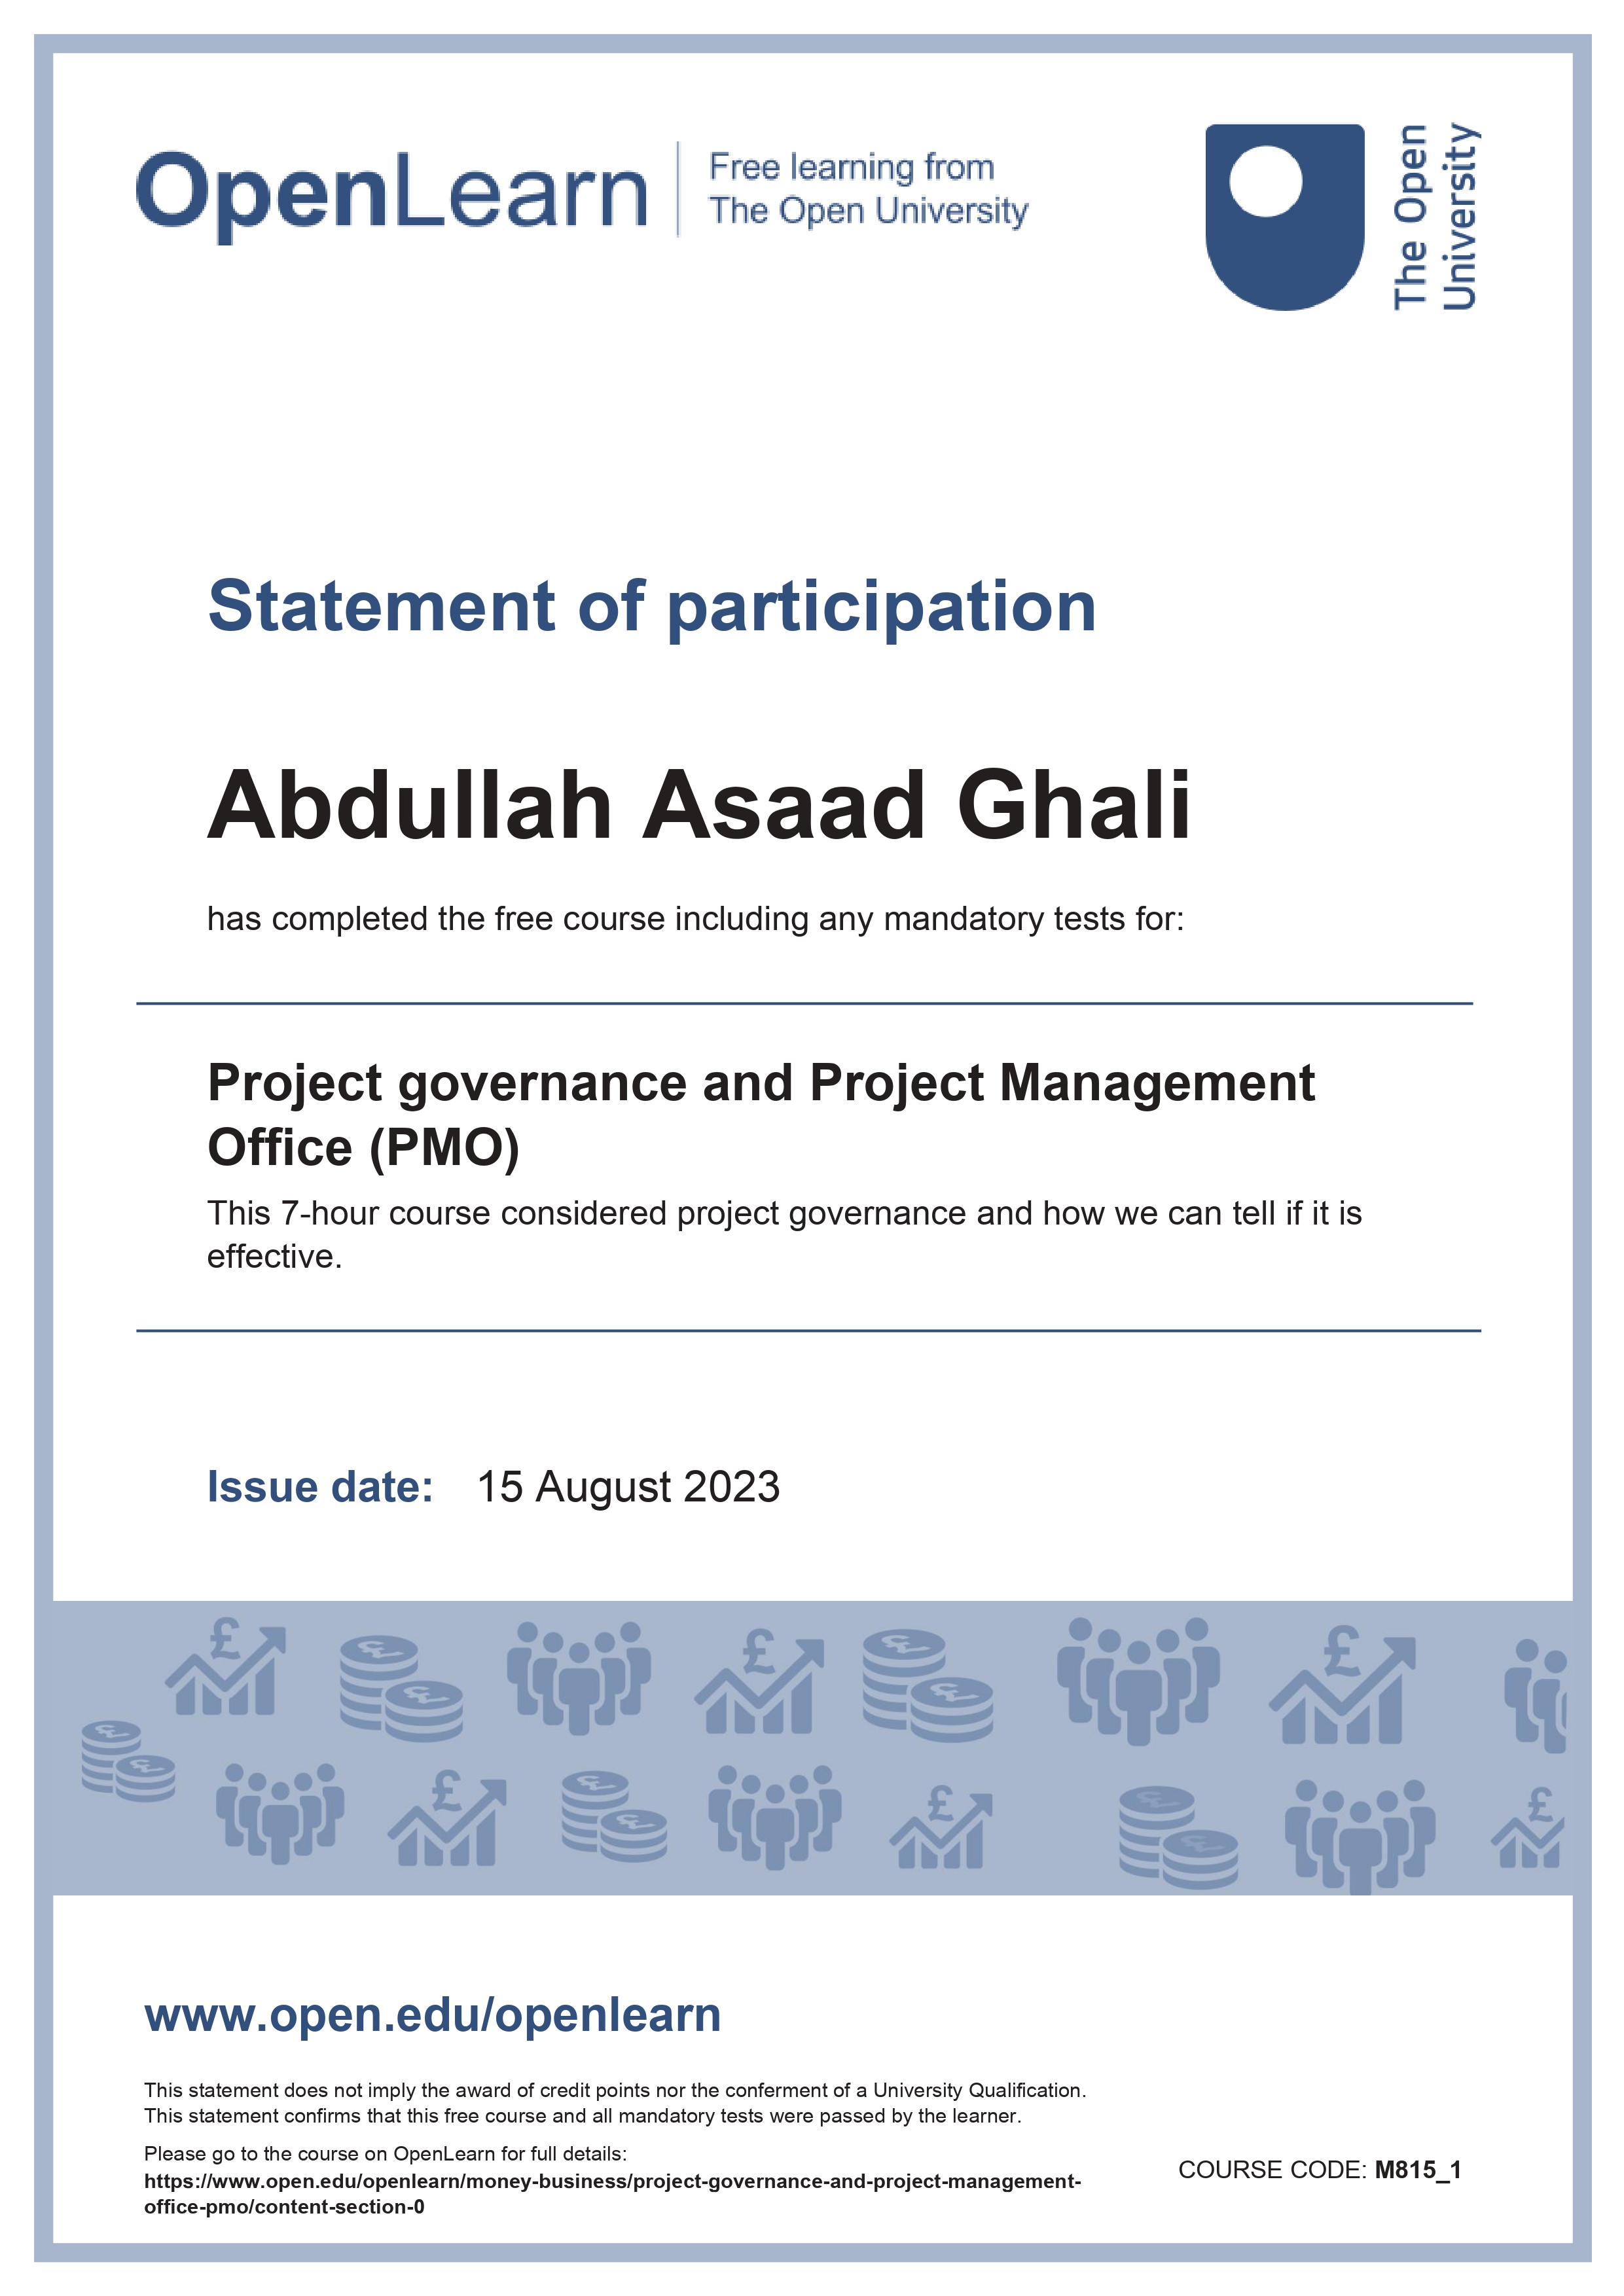 OpenLearn
Free learning from
The Open University
The Open
University
Statement of participation
Abdullah Asaad Ghali
has completed the free course including any mandatory tests for:
Project governance and Project Management
Office (PMO)
This 7-hour course considered project governance and how we can tell if it is
effective.
Issue date: 15 August 2023
www.open.edu/openlearn
This statement does not imply the award of credit points nor the conferment of a University Qualification.
This statement confirms that this free course and all mandatory tests were passed by the learner.
Please go to the course on OpenLearn for full details:
https://www.open.edu/openlearn/money-business/project-governance-and-project-management-
office-pmo/content-section-0
COURSE CODE: M815_1